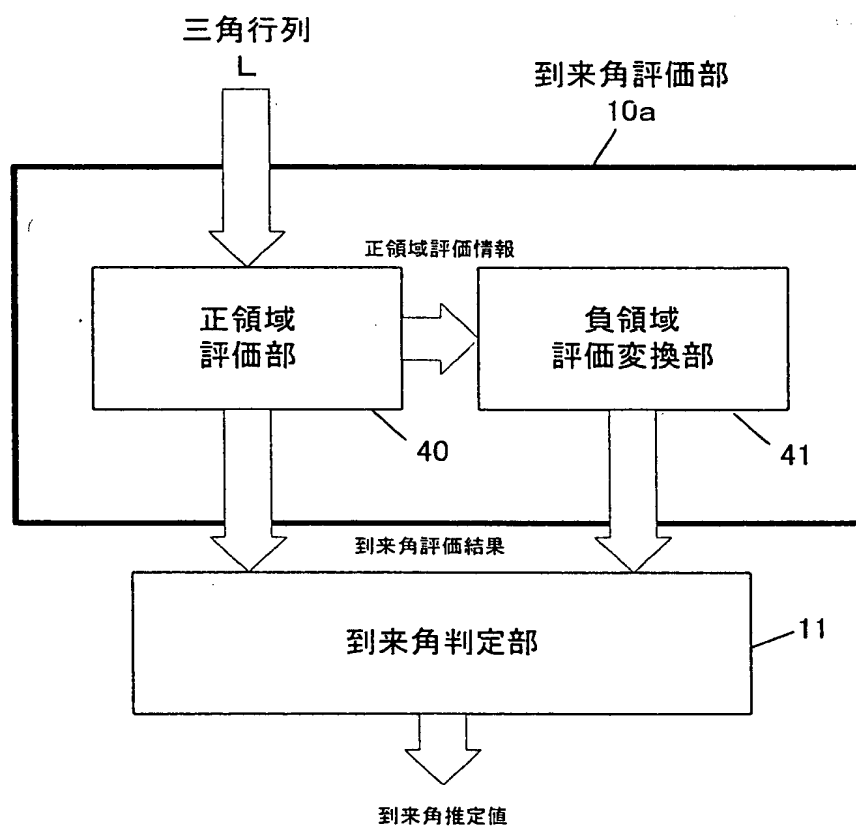 三角行列
L
到来角評価部
10a
正領域評価情報
正領域
評価部
負領域
評価変換部
40
41
到来角評価結果
到来角判定部
11
到来角推定値